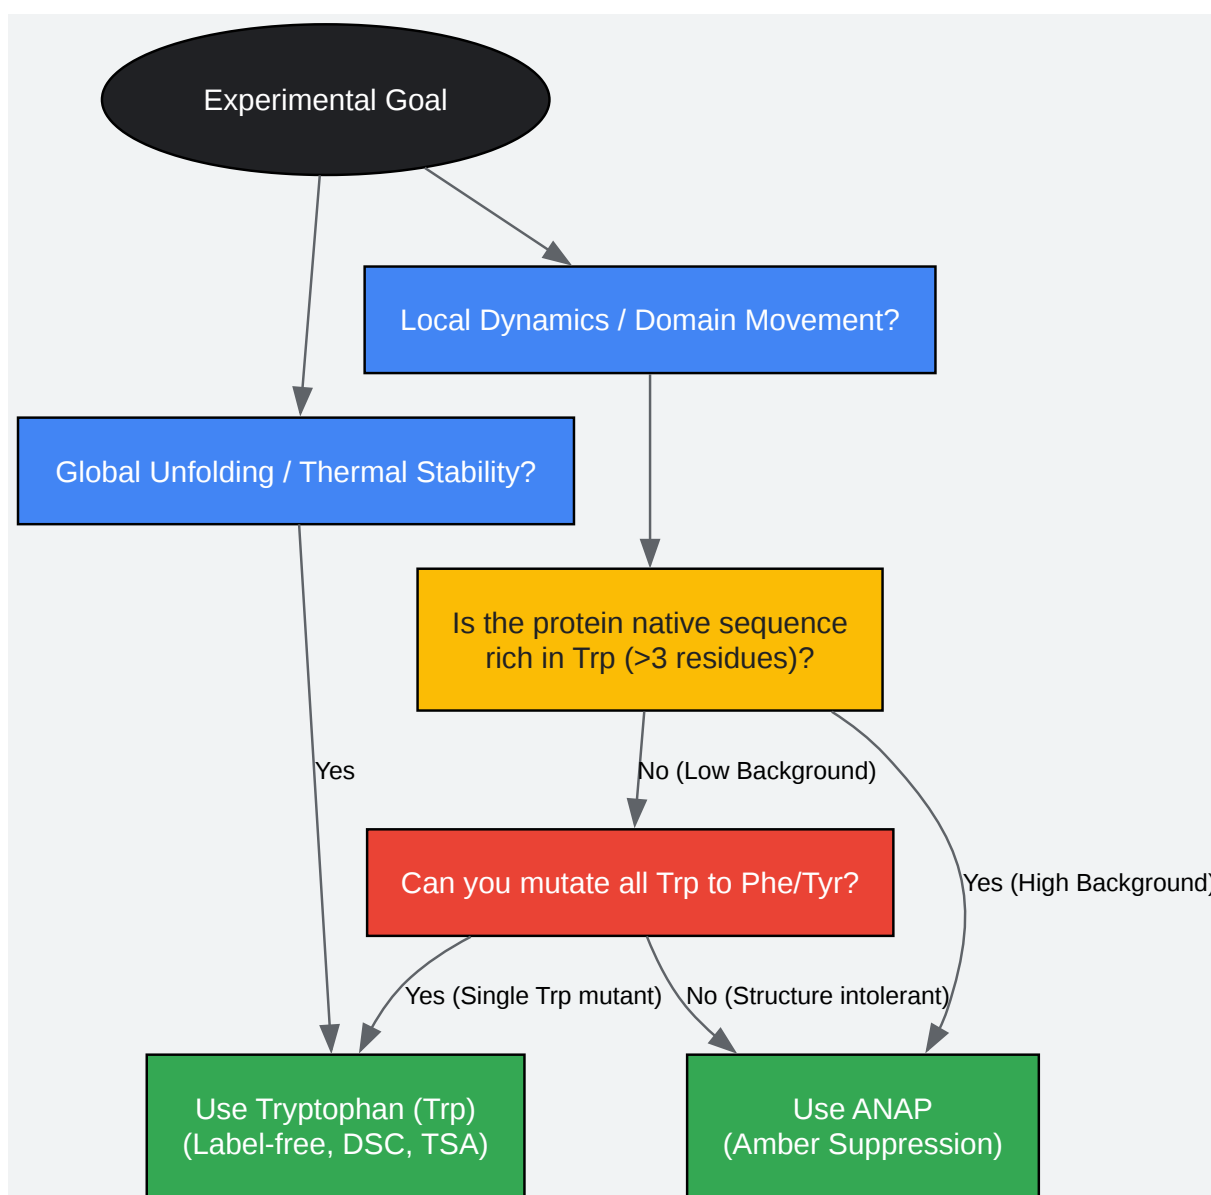 Experimental Goal
Local Dynamics / Domain Movement?
Global Unfolding / Thermal Stability?
Is the protein native sequence
rich in Trp (>3 residues)?
Yes
No (Low Background)
Can you mutate all Trp to Phe/Tyr?
Yes (High Background)
Yes (Single Trp mutant)
No (Structure intolerant)
Use Tryptophan (Trp)
(Label-free, DSC, TSA)
Use ANAP
(Amber Suppression)